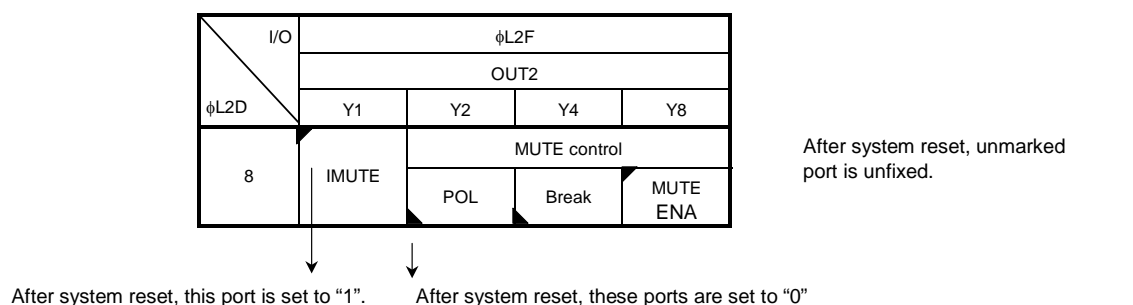 I/O
φL2F
OUT2
φL2D
Y1
Y2
Y4
Y8
8
IMUTE
MUTE control
POL
Break
MUTE
ENA
After system reset, unmarked
port is unfixed.
After system reset, this port is set to “1”.
After system reset, these ports are set to “0”